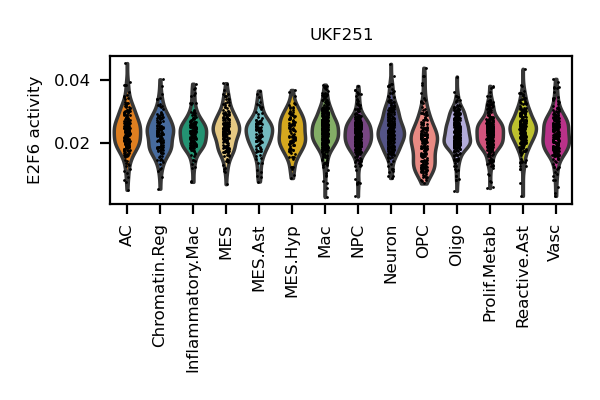 UKF251
E2F6 activity
0.04
0.02
AC
Chromatin.Reg
Inflammatory.Mac
MES
MES.Ast
MES.Hyp
Mac
NPC
Neuron
OPC
Oligo
Prolif.Metab
Reactive.Ast
Vasc